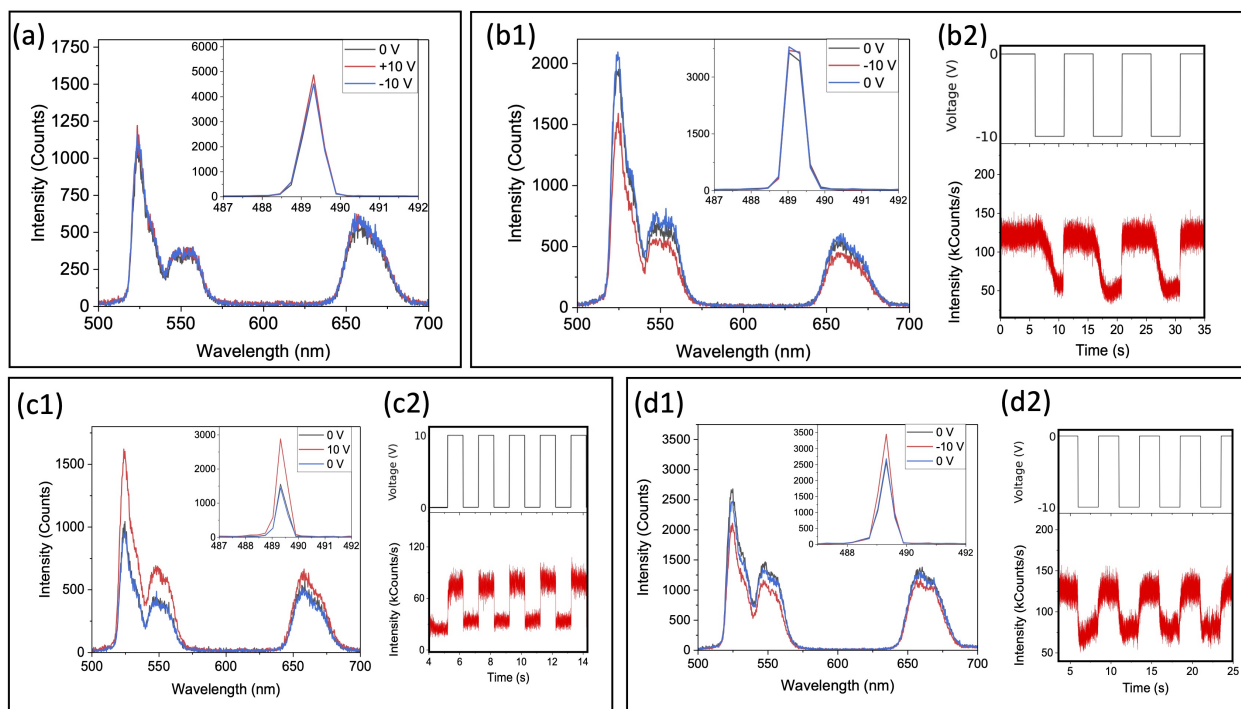 (a)
Intensity (Counts)
1750
1500
1250
1000
750
500
250
0
500 550 600 650 700
Wavelength (nm)
6000
5000
4000
3000
2000
1000
0
487 488 489 490 491 492
0 V
+10 V
-10 V
(b1)
Intensity (Counts)
2000
1500
1000
500
0
500 550 600 650 700
Wavelength (nm)
3000
1500
0
487 488 489 490 491 492
0 V
-10 V
0 V
(b2)
Voltage (V)
0
-10
Intensity (kCounts/s)
200
150
100
50
0 5 10 15 20 25 30 35
Time (s)
(c1)
Intensity (Counts)
1500
1000
500
0
500 550 600 650 700
Wavelength (nm)
3000
2000
1000
0
487 488 489 490 491 492
0 V
10 V
0 V
(c2)
Voltage (V)
10
0
Intensity (kCounts/s)
120
60
0
4 6 8 10 12 14
Time (s)
(d1)
Intensity (Counts)
3500
3000
2500
2000
1500
1000
500
0
500 550 600 650 700
Wavelength (nm)
3500
3000
2500
2000
1500
1000
500
0
488 490 492
0 V
-10 V
0 V
(d2)
Voltage (V)
0
-10
Intensity (kCounts/s)
200
150
100
50
5 10 15 20 25
Time (s)